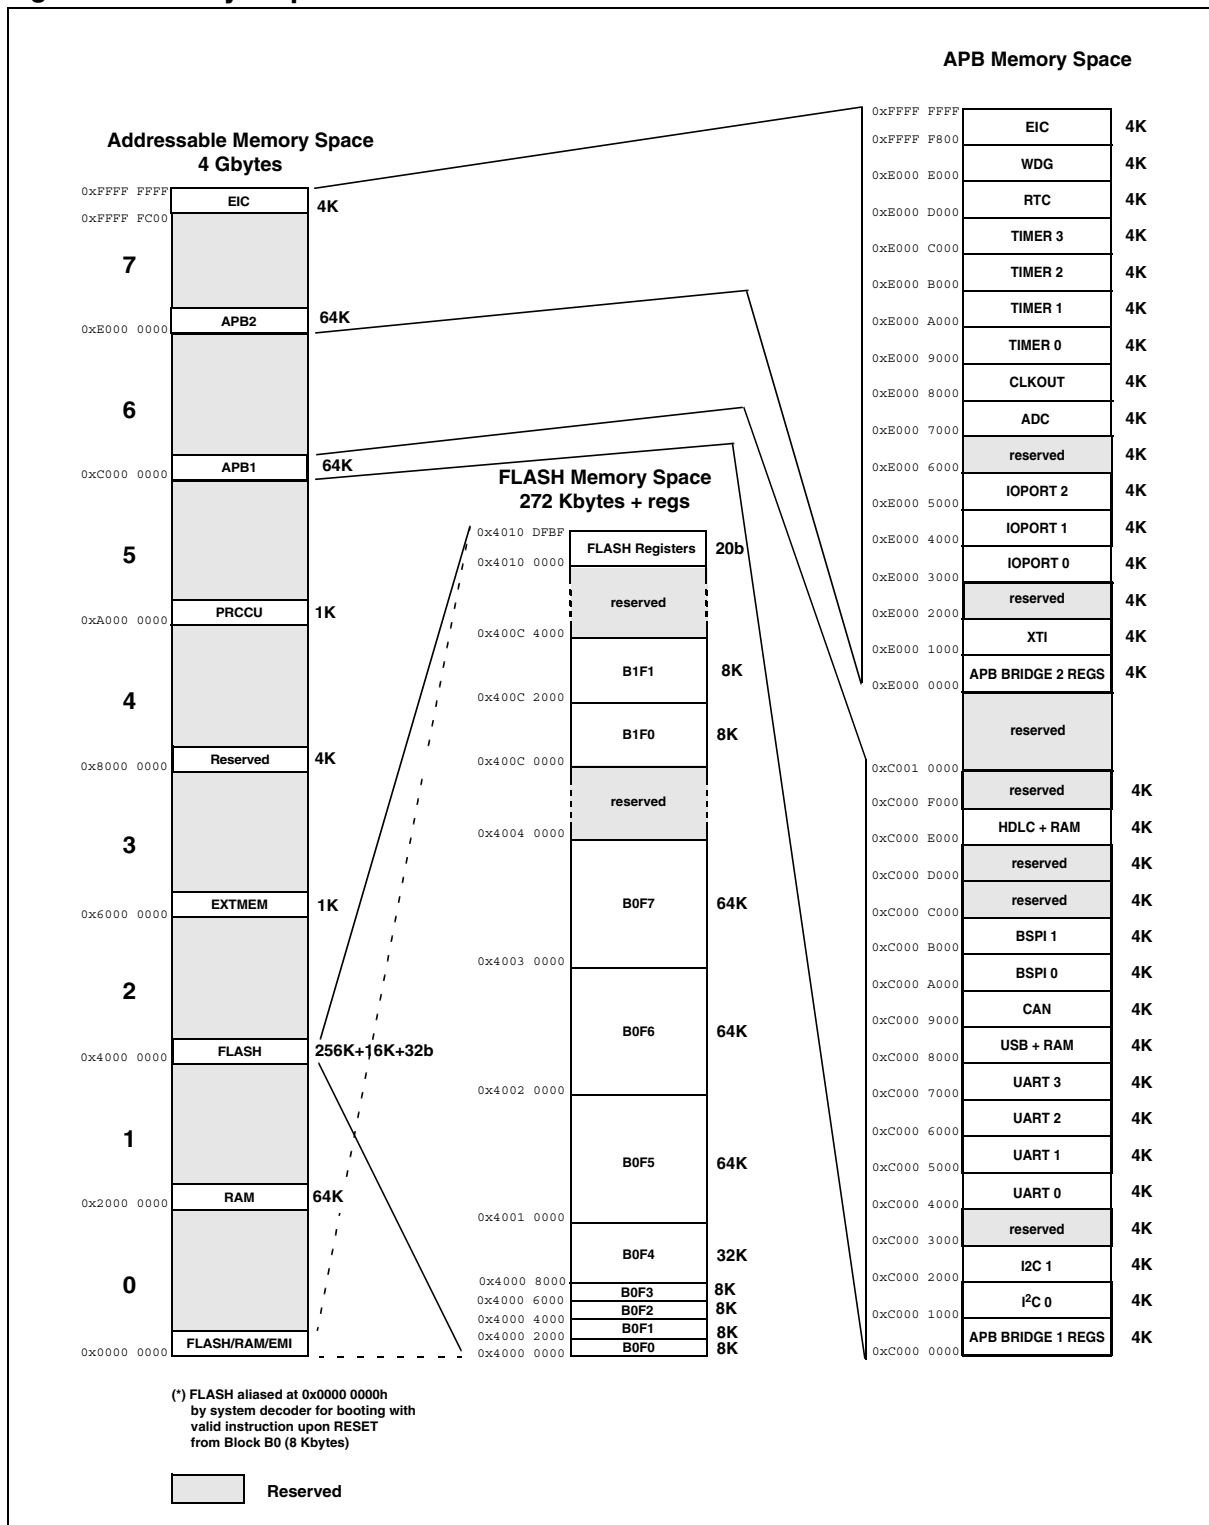 APB Memory Space
0xFFFF FFFF
EIC 4K
0xFFFF F800
WDG 4K
0xE000 E000
RTC 4K
0xE000 D000
TIMER 3 4K
0xE000 C000
TIMER 2 4K
0xE000 B000
TIMER 1 4K
0xE000 A000
TIMER 0 4K
0xE000 9000
CLKOUT 4K
0xE000 8000
ADC 4K
0xE000 7000
reserved 4K
0xE000 6000
IOPORT 2 4K
0xE000 5000
IOPORT 1 4K
0xE000 4000
IOPORT 0 4K
0xE000 3000
reserved 4K
0xE000 2000
XTI 4K
0xE000 1000
APB BRIDGE 2 REGS 4K
0xE000 0000
reserved
0xC001 0000
reserved 4K
0xC000 F000
HDLC + RAM 4K
0xC000 E000
reserved 4K
0xC000 D000
reserved 4K
0xC000 C000
BSPI 1 4K
0xC000 B000
BSPI 0 4K
0xC000 A000
CAN 4K
0xC000 9000
USB + RAM 4K
0xC000 8000
UART 3 4K
0xC000 7000
UART 2 4K
0xC000 6000
UART 1 4K
0xC000 5000
UART 0 4K
0xC000 4000
reserved 4K
0xC000 3000
I2C 1 4K
0xC000 2000
I²C 0 4K
0xC000 1000
APB BRIDGE 1 REGS 4K
0xC000 0000
Addressable Memory Space
4 Gbytes
0xFFFF FFFF
EIC 4K
0xFFFF FC00
7
APB2 64K
0xE000 0000
6
APB1 64K
0xC000 0000
5
PRCCU 1K
0xA000 0000
4
Reserved 4K
0x8000 0000
3
EXTMEM 1K
0x6000 0000
2
FLASH 256K+16K+32b
0x4000 0000
1
RAM 64K
0x2000 0000
0
FLASH/RAM/EMI
0x0000 0000
FLASH Memory Space
272 Kbytes + regs
0x4010 DFBF
FLASH Registers 20b
0x4010 0000
reserved
0x400C 4000
B1F1 8K
0x400C 2000
B1F0 8K
0x400C 0000
reserved
0x4004 0000
B0F7 64K
0x4003 0000
B0F6 64K
0x4002 0000
B0F5 64K
0x4001 0000
B0F4 32K
0x4000 8000
B0F3 8K
0x4000 6000
B0F2 8K
0x4000 4000
B0F1 8K
0x4000 2000
B0F0 8K
0x4000 0000
(*) FLASH aliased at 0x0000 0000h
by system decoder for booting with
valid instruction upon RESET
from Block B0 (8 Kbytes)
Reserved